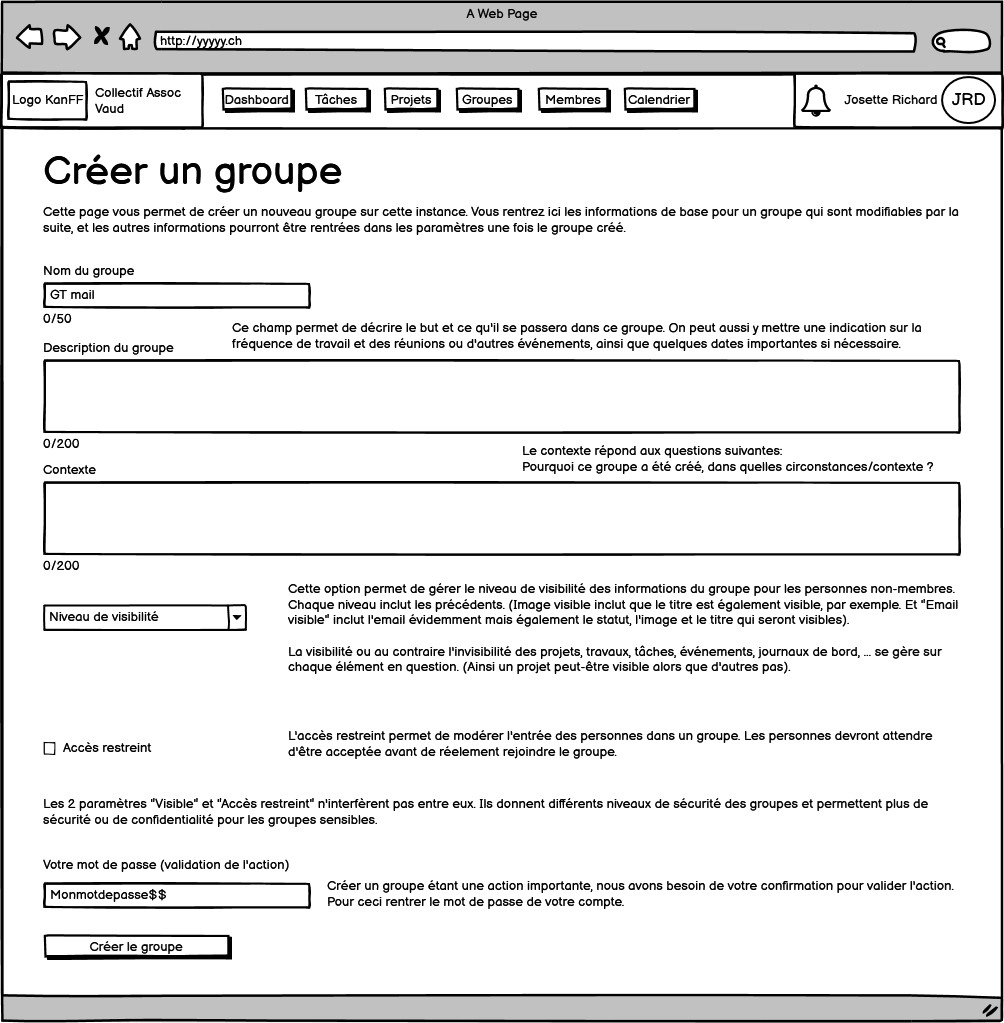 A Web Page
http://yyyyy.ch
Logo KanFF
Collectif Assoc
Vaud
Dashboard
Tâches
Projets
Groupes
Membres
Calendrier
Josette Richard
JRD
Créer un groupe
Cette page vous permet de créer un nouveau groupe sur cette instance. Vous rentrez ici les informations de base pour un groupe qui sont modifiables par la
suite, et les autres informations pourront être rentrées dans les paramètres une fois le groupe créé.
Nom du groupe
GT mail
0/50
Ce champ permet de décrire le but et ce qu'il se passera dans ce groupe. On peut aussi y mettre une indication sur la
fréquence de travail et des réunions ou d'autres événements, ainsi que quelques dates importantes si nécessaire.
Description du groupe
0/200
Le contexte répond aux questions suivantes:
Pourquoi ce groupe a été créé, dans quelles circonstances/contexte ?
Contexte
0/200
Cette option permet de gérer le niveau de visibilité des informations du groupe pour les personnes non-membres.
Chaque niveau inclut les précédents. (Image visible inclut que le titre est également visible, par exemple. Et "Email
visible" inclut l'email évidemment mais également le statut, l'image et le titre qui seront visibles).
Niveau de visibilité
La visibilité ou au contraire l'invisibilité des projets, travaux, tâches, événements, journaux de bord, ... se gère sur
chaque élément en question. (Ainsi un projet peut-être visible alors que d'autres pas).
Accès restreint
L'accès restreint permet de modérer l'entrée des personnes dans un groupe. Les personnes devront attendre
d'être acceptée avant de réelement rejoindre le groupe.
Les 2 paramètres "Visible" et "Accès restreint" n'interfèrent pas entre eux. Ils donnent différents niveaux de sécurité des groupes et permettent plus de
sécurité ou de confidentialité pour les groupes sensibles.
Votre mot de passe (validation de l'action)
Monmotdepasse$$
Créer un groupe étant une action importante, nous avons besoin de votre confirmation pour valider l'action.
Pour ceci rentrer le mot de passe de votre compte.
Créer le groupe